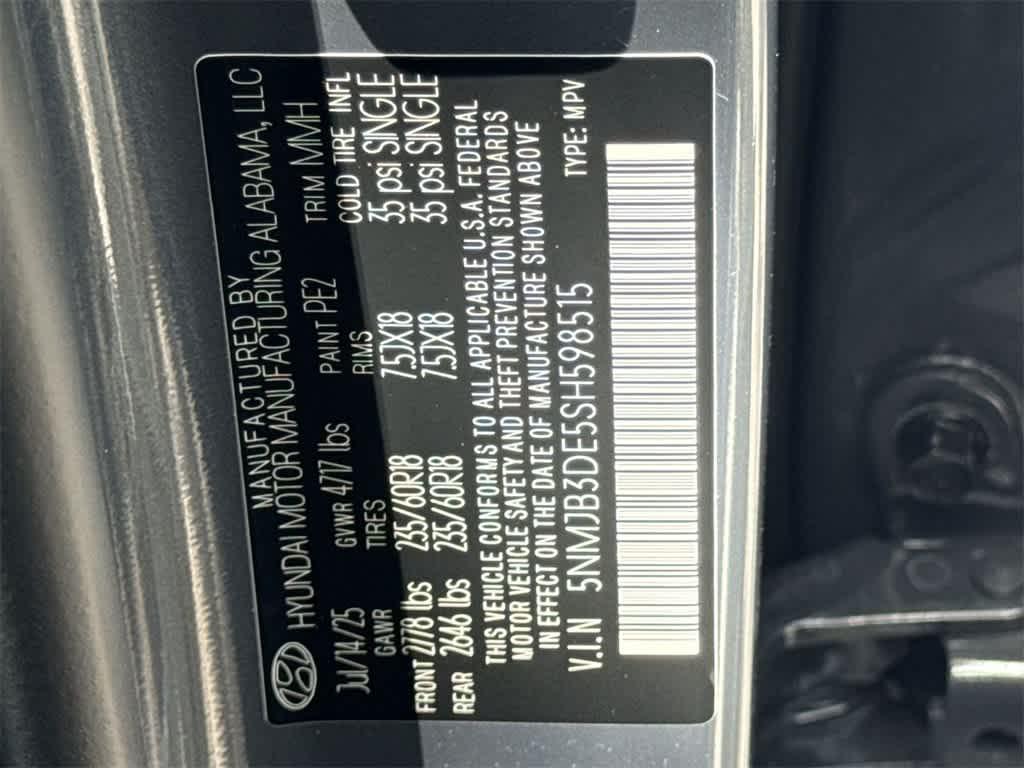 MANUFACTURED BY
HYUNDAI MOTOR MANUFACTURING ALABAMA, LLC
Jul/14/25 GVWR 4717 lbs PAINT PE2 TRIM MMH
GAWR TIRES RIMS COLD TIRE INFL
FRONT 2778 lbs 235/60R18 7.5JX18 35 psi SINGLE
REAR 2646 lbs 235/60R18 7.5JX18 35 psi SINGLE
THIS VEHICLE CONFORMS TO ALL APPLICABLE U.S.A. FEDERAL
MOTOR VEHICLE SAFETY AND THEFT PREVENTION STANDARDS
IN EFFECT ON THE DATE OF MANUFACTURE SHOWN ABOVE
V.I.N 5NMJB3DE5SH598515 TYPE: MPV